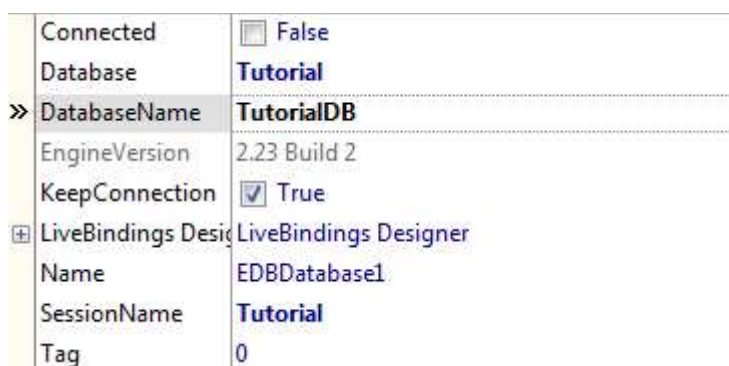 Connected False
Database Tutorial
» DatabaseName TutorialDB
EngineVersion 2.23 Build 2
KeepConnection True
LiveBindings Desig LiveBindings Designer
Name EDBDatabase1
SessionName Tutorial
Tag 0